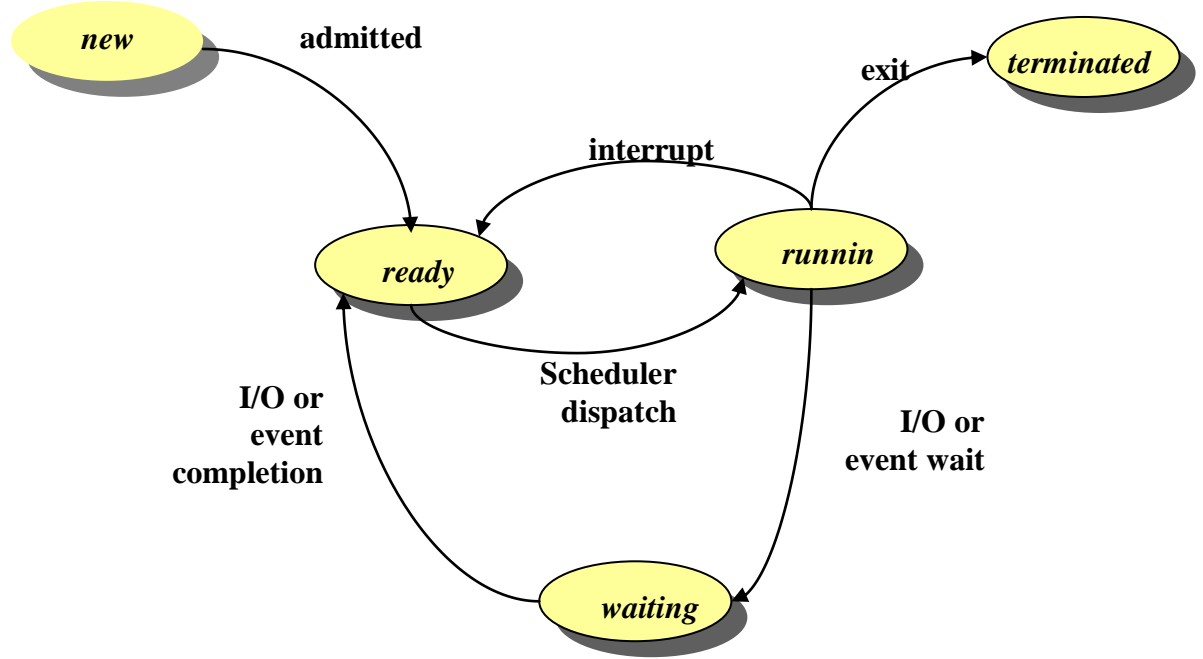 new
admitted
exit
terminated
interrupt
ready
runnin
Scheduler
dispatch
I/O or
event
completion
I/O or
event wait
waiting